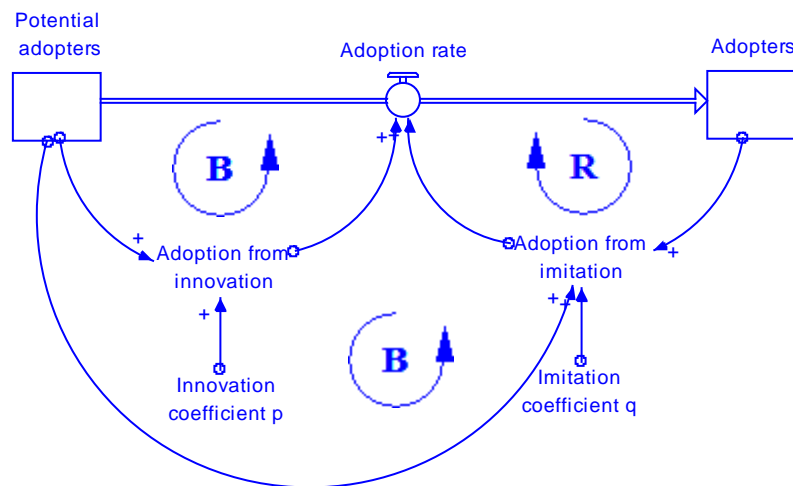 Potential
adopters
Adoption rate
Adopters
B
R
+
+
+
Adoption from
innovation
Adoption from
imitation
+
+
+
+
B
Innovation
coefficient p
Imitation
coefficient q